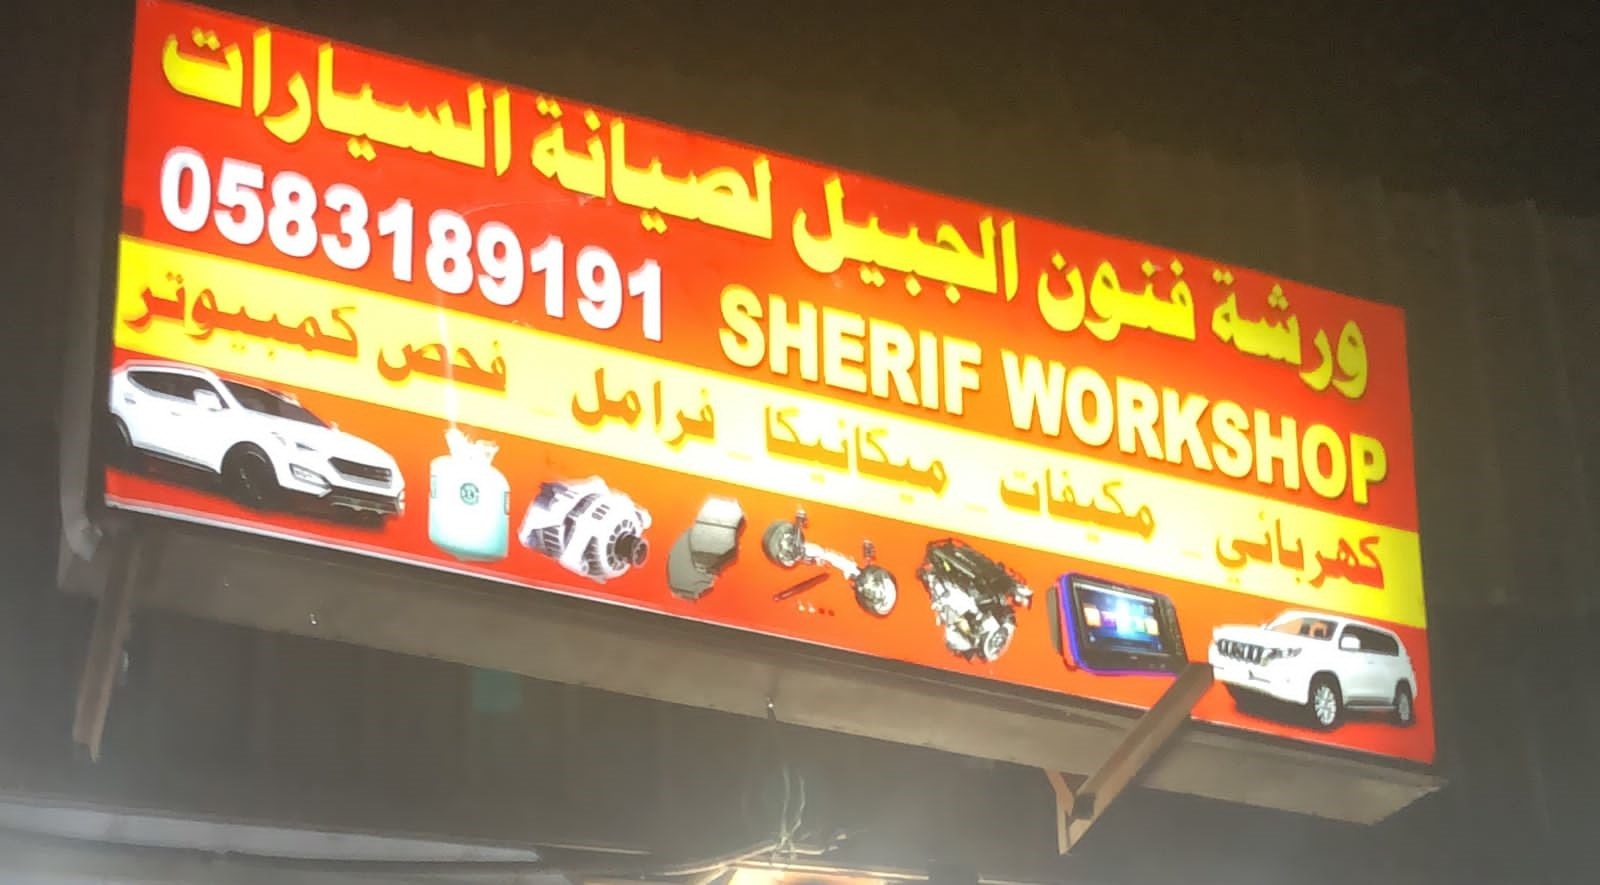 ورشة فنون الجبيل لصيانة السيارات
SHERIF WORKSHOP 0583189191
كهربائي _ مكيفات _ ميكانيكا _ فرامل _ فحص كمبيوتر